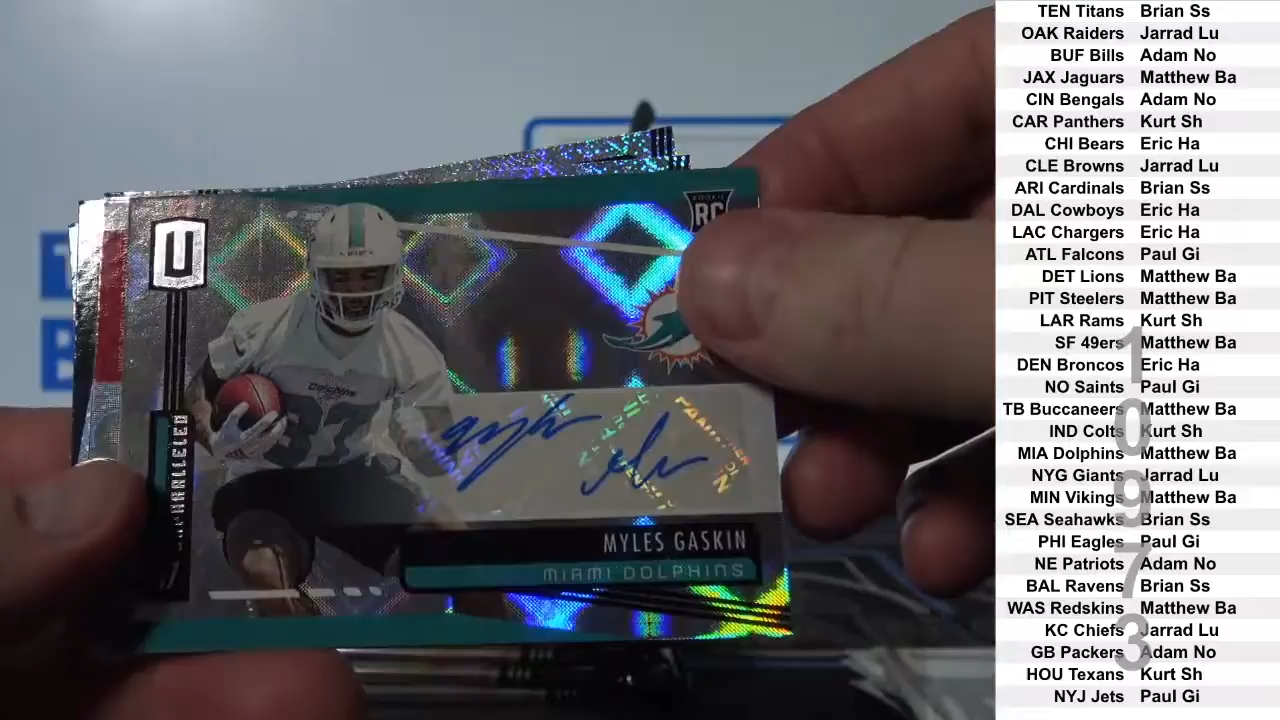 U
ROOKIE
RC
Dolphins
33
UNPARALLELED
MYLES GASKIN
MIAMI DOLPHINS
TEN Titans Brian Ss
OAK Raiders Jarrad Lu
BUF Bills Adam No
JAX Jaguars Matthew Ba
CIN Bengals Adam No
CAR Panthers Kurt Sh
CHI Bears Eric Ha
CLE Browns Jarrad Lu
ARI Cardinals Brian Ss
DAL Cowboys Eric Ha
LAC Chargers Eric Ha
ATL Falcons Paul Gi
DET Lions Matthew Ba
PIT Steelers Matthew Ba
LAR Rams Kurt Sh
SF 49ers Matthew Ba
DEN Broncos Eric Ha
NO Saints Paul Gi
TB Buccaneers Matthew Ba
IND Colts Kurt Sh
MIA Dolphins Matthew Ba
NYG Giants Jarrad Lu
MIN Vikings Matthew Ba
SEA Seahawks Brian Ss
PHI Eagles Paul Gi
NE Patriots Adam No
BAL Ravens Brian Ss
WAS Redskins Matthew Ba
KC Chiefs Jarrad Lu
GB Packers Adam No
HOU Texans Kurt Sh
NYJ Jets Paul Gi
10973